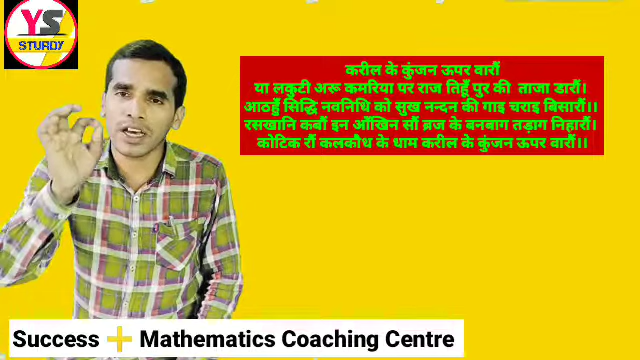 YS
STURDY
करील के कुंजन ऊपर वारौं
या लकुटी अरू कमरिया पर राज तिहूँ पुर की ताजा डारौं।
आठहुँ सिद्धि नवनिधि को सुख नन्दन की गाइ चराइ बिसारौं।।
रसखानि कबौं इन आँखिन सौं ब्रज के बनबाग तड़ाग निहारौं।
कोटिक रौं कलकौध के धाम करील के कुंजन ऊपर वारौं।।
Success + Mathematics Coaching Centre